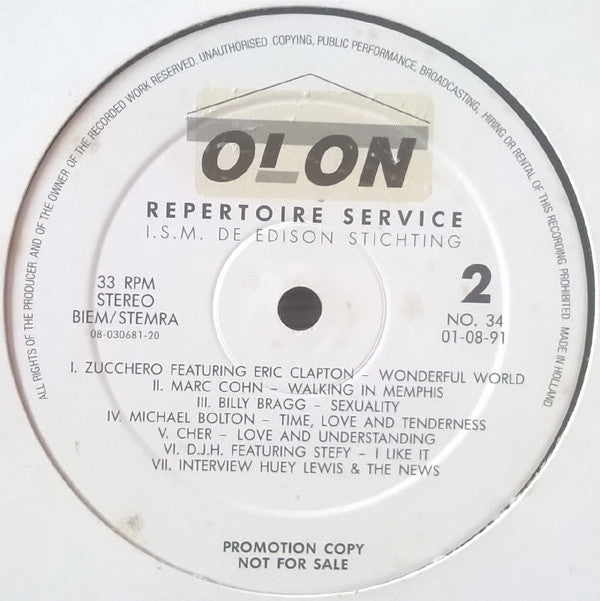 ALL RIGHTS OF THE PRODUCER AND OF THE OWNER OF THE RECORDED WORK RESERVED. UNAUTHORISED COPYING, PUBLIC PERFORMANCE, BROADCASTING, HIRING OR RENTAL OF THIS RECORDING PROHIBITED. MADE IN HOLLAND.
OLON
REPERTOIRE SERVICE
I.S.M. DE EDISON STICHTING
33 RPM
STEREO
BIEM/STEMRA
08-030681-20
2
NO. 34
01-08-91
I. ZUCCHERO FEATURING ERIC CLAPTON – WONDERFUL WORLD
II. MARC COHN – WALKING IN MEMPHIS
III. BILLY BRAGG – SEXUALITY
IV. MICHAEL BOLTON – TIME, LOVE AND TENDERNESS
V. CHER – LOVE AND UNDERSTANDING
VI. D.J.H. FEATURING STEFY – I LIKE IT
VII. INTERVIEW HUEY LEWIS & THE NEWS
PROMOTION COPY
NOT FOR SALE